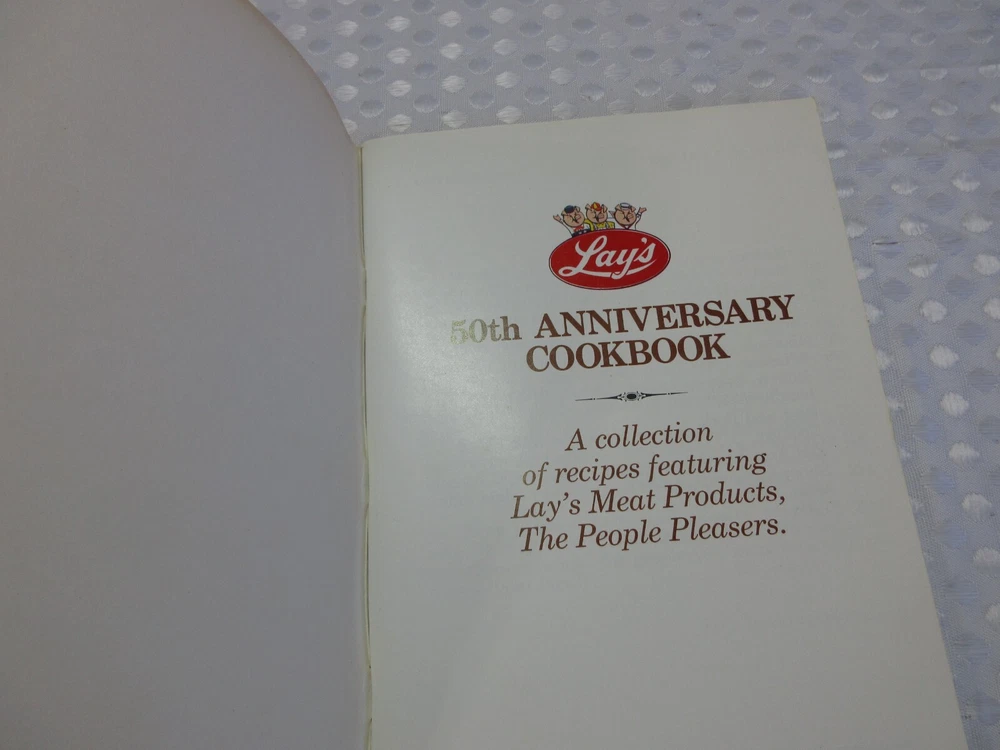 Lay's
50th ANNIVERSARY
COOKBOOK
A collection
of recipes featuring
Lay's Meat Products,
The People Pleasers.